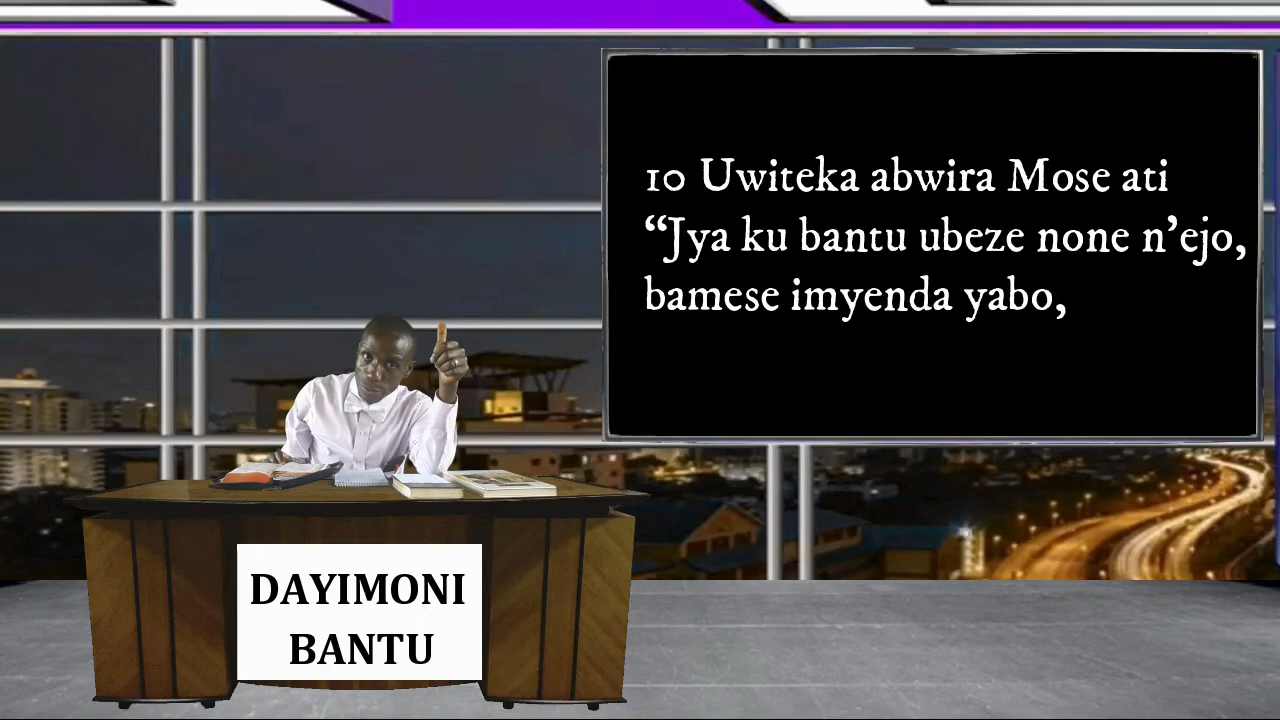 10 Uwiteka abwira Mose ati
“Jya ku bantu ubeze none n’ejo,
bamese imyenda yabo,
DAYIMONI
BANTU